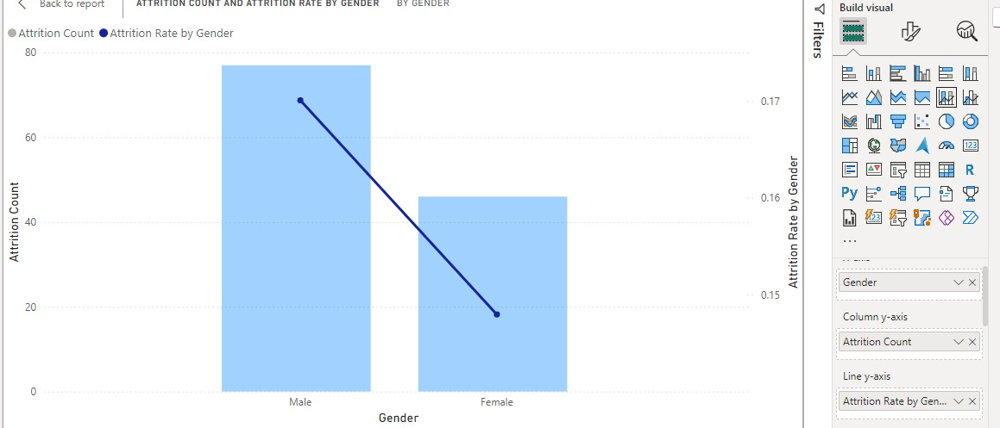 Back to report
ATTRITION COUNT AND ATTRITION RATE BY GENDER
BY GENDER
Attrition Count
Attrition Rate by Gender
80
60
40
20
0
Attrition Count
0.17
0.16
0.15
Attrition Rate by Gender
Male
Female
Gender
Filters
Build visual
123
R
Py
123
...
Gender
Column y-axis
Attrition Count
Line y-axis
Attrition Rate by Gen...